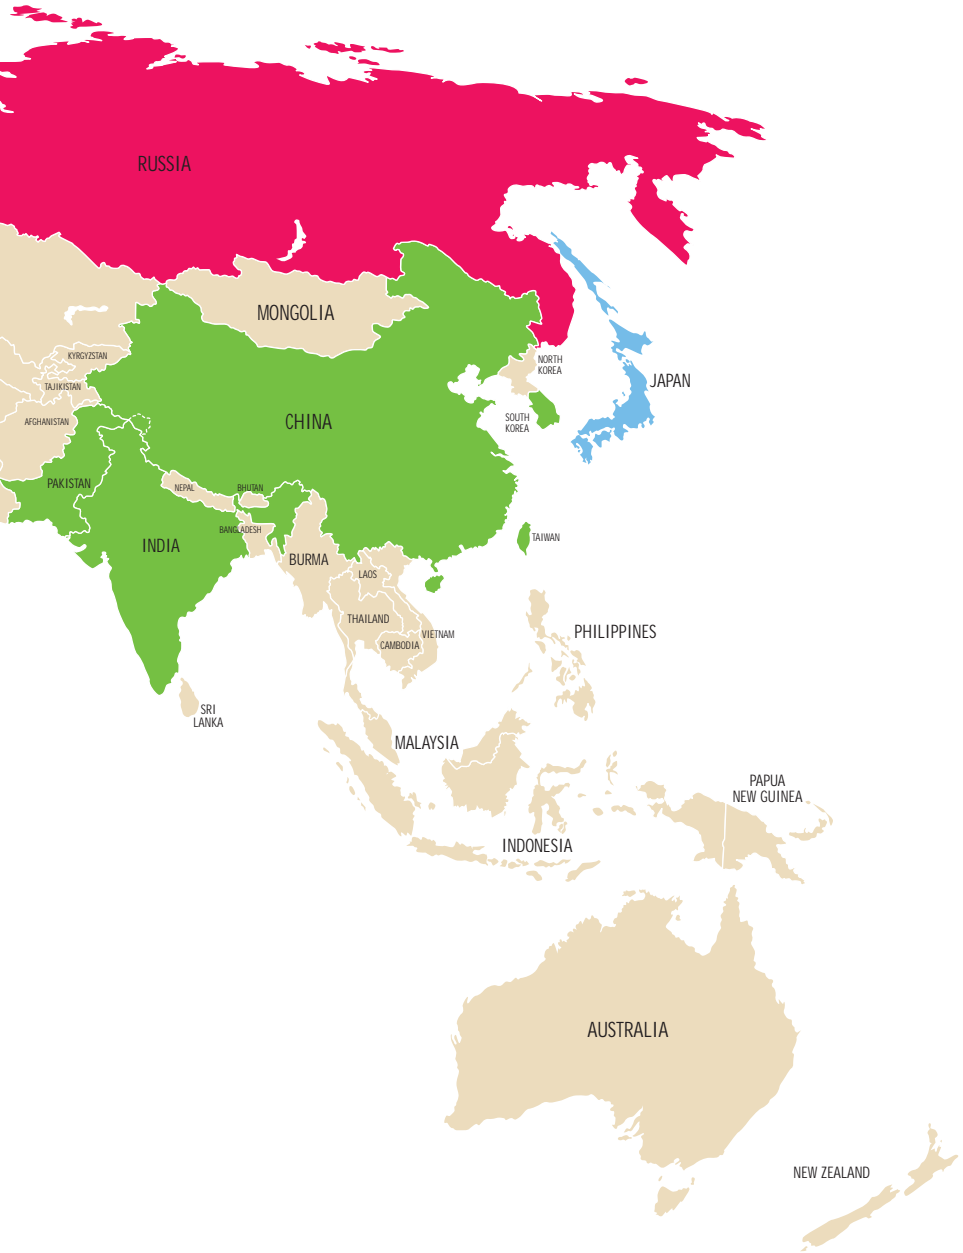 RUSSIA
MONGOLIA
KYRGYZSTAN
NORTH
KOREA
JAPAN
TAJIKISTAN
CHINA
SOUTH
KOREA
AFGHANISTAN
PAKISTAN
NEPAL
BHUTAN
BANGLADESH
TAIWAN
INDIA
BURMA
LAOS
THAILAND
PHILIPPINES
VIETNAM
CAMBODIA
SRI
LANKA
MALAYSIA
PAPUA
NEW GUINEA
INDONESIA
AUSTRALIA
NEW ZEALAND